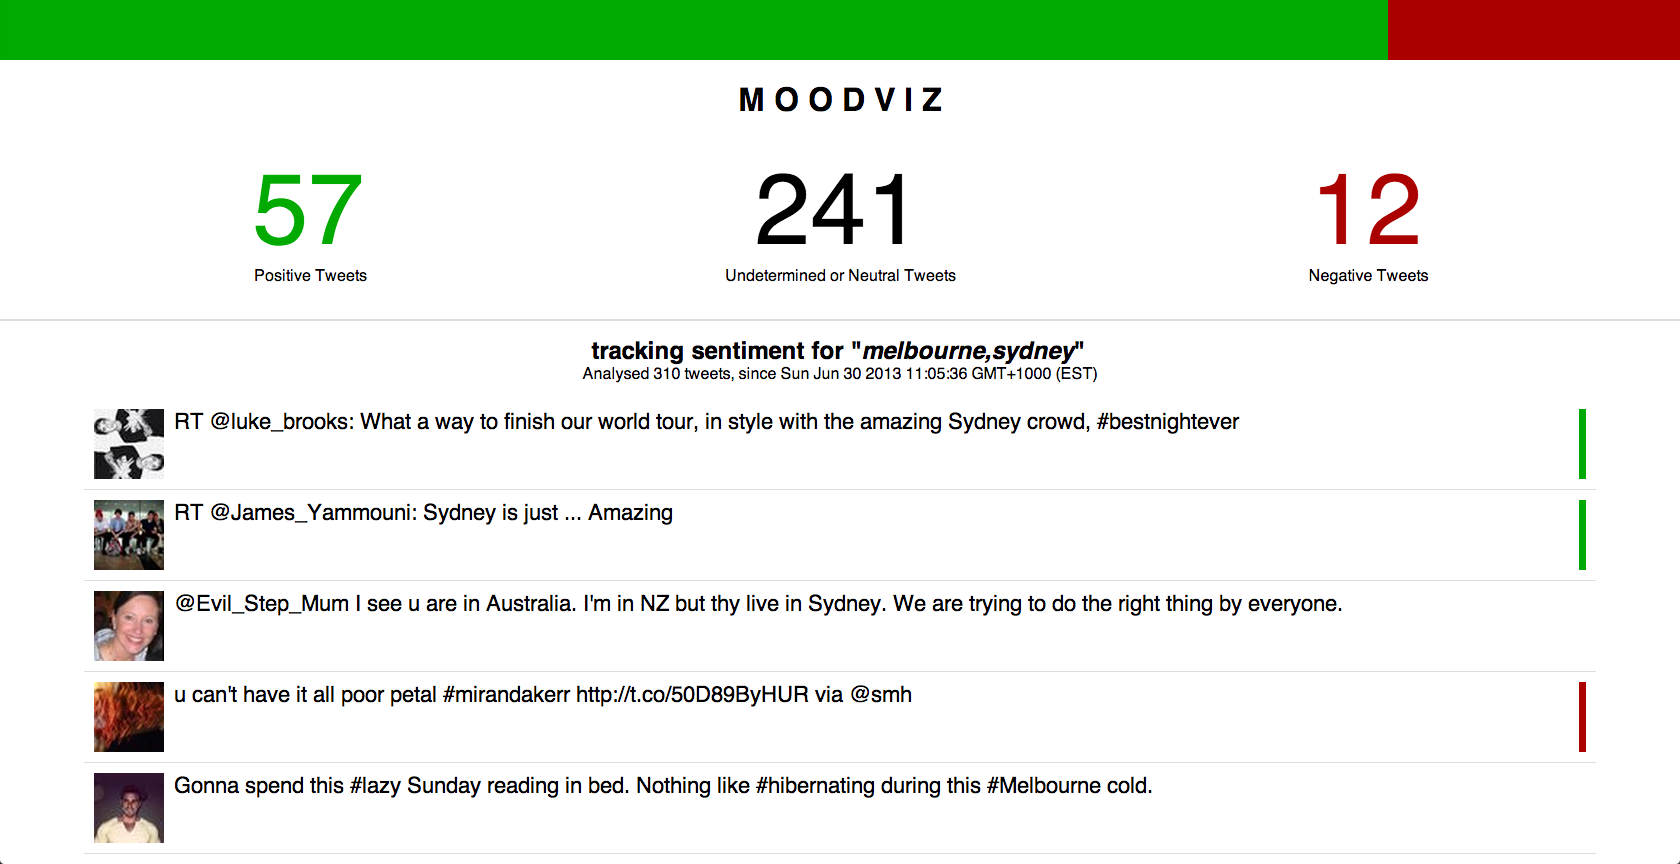 MOODVIZ
57
241
12
Positive Tweets
Undetermined or Neutral Tweets
Negative Tweets
tracking sentiment for "melbourne,sydney"
Analysed 310 tweets, since Sun Jun 30 2013 11:05:36 GMT+1000 (EST)
RT @luke_brooks: What a way to finish our world tour, in style with the amazing Sydney crowd, #bestnightever
RT @James_Yammouni: Sydney is just ... Amazing
@Evil_Step_Mum I see u are in Australia. I'm in NZ but thy live in Sydney. We are trying to do the right thing by everyone.
u can't have it all poor petal #mirandakerr http://t.co/50D89ByHUR via @smh
Gonna spend this #lazy Sunday reading in bed. Nothing like #hibernating during this #Melbourne cold.